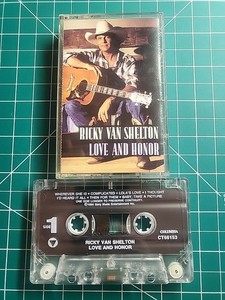 RICKY VAN SHELTON
LOVE AND HONOR
WHEREVER SHE IS • COMPLICATED • LOLA'S LOVE • I THOUGHT
I'D HEARD IT ALL • THEN FOR THEM • BABY, TAKE A PICTURE
SIDE 1
COLUMBIA
CT66153
RICKY VAN SHELTON
LOVE AND HONOR